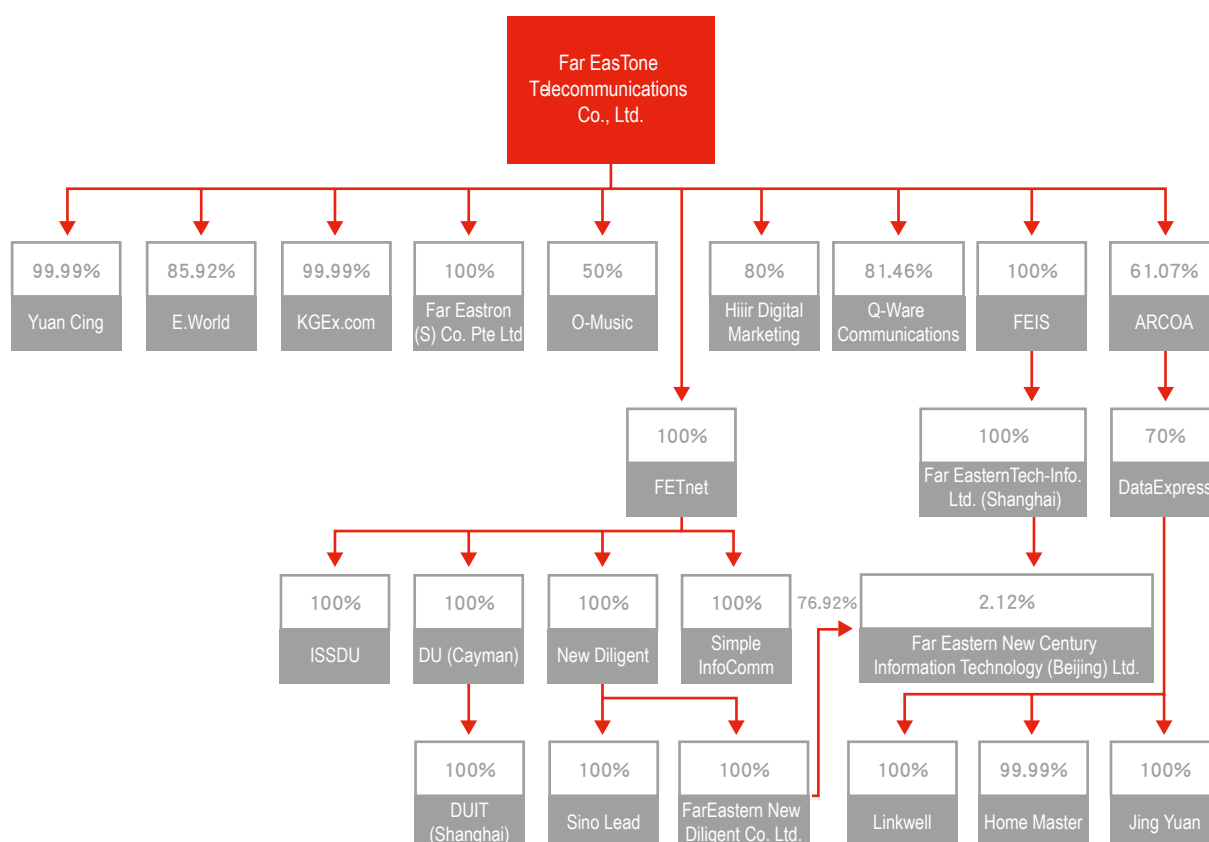 Far EasTone
Telecommunications
Co., Ltd.
99.99%
Yuan Cing
85.92%
E.World
99.99%
KGEx.com
100%
Far Eastron
(S) Co. Pte Ltd
50%
O-Music
80%
Hiiir Digital
Marketing
81.46%
Q-Ware
Communications
100%
FEIS
61.07%
ARCOA
100%
FETnet
100%
Far EasternTech-Info.
Ltd. (Shanghai)
70%
DataExpress
100%
ISSDU
100%
DU (Cayman)
100%
New Diligent
100%
Simple
InfoComm
76.92%
2.12%
Far Eastern New Century
Information Technology (Beijing) Ltd.
100%
DUIT
(Shanghai)
100%
Sino Lead
100%
FarEastern New
Diligent Co. Ltd.
100%
Linkwell
99.99%
Home Master
100%
Jing Yuan